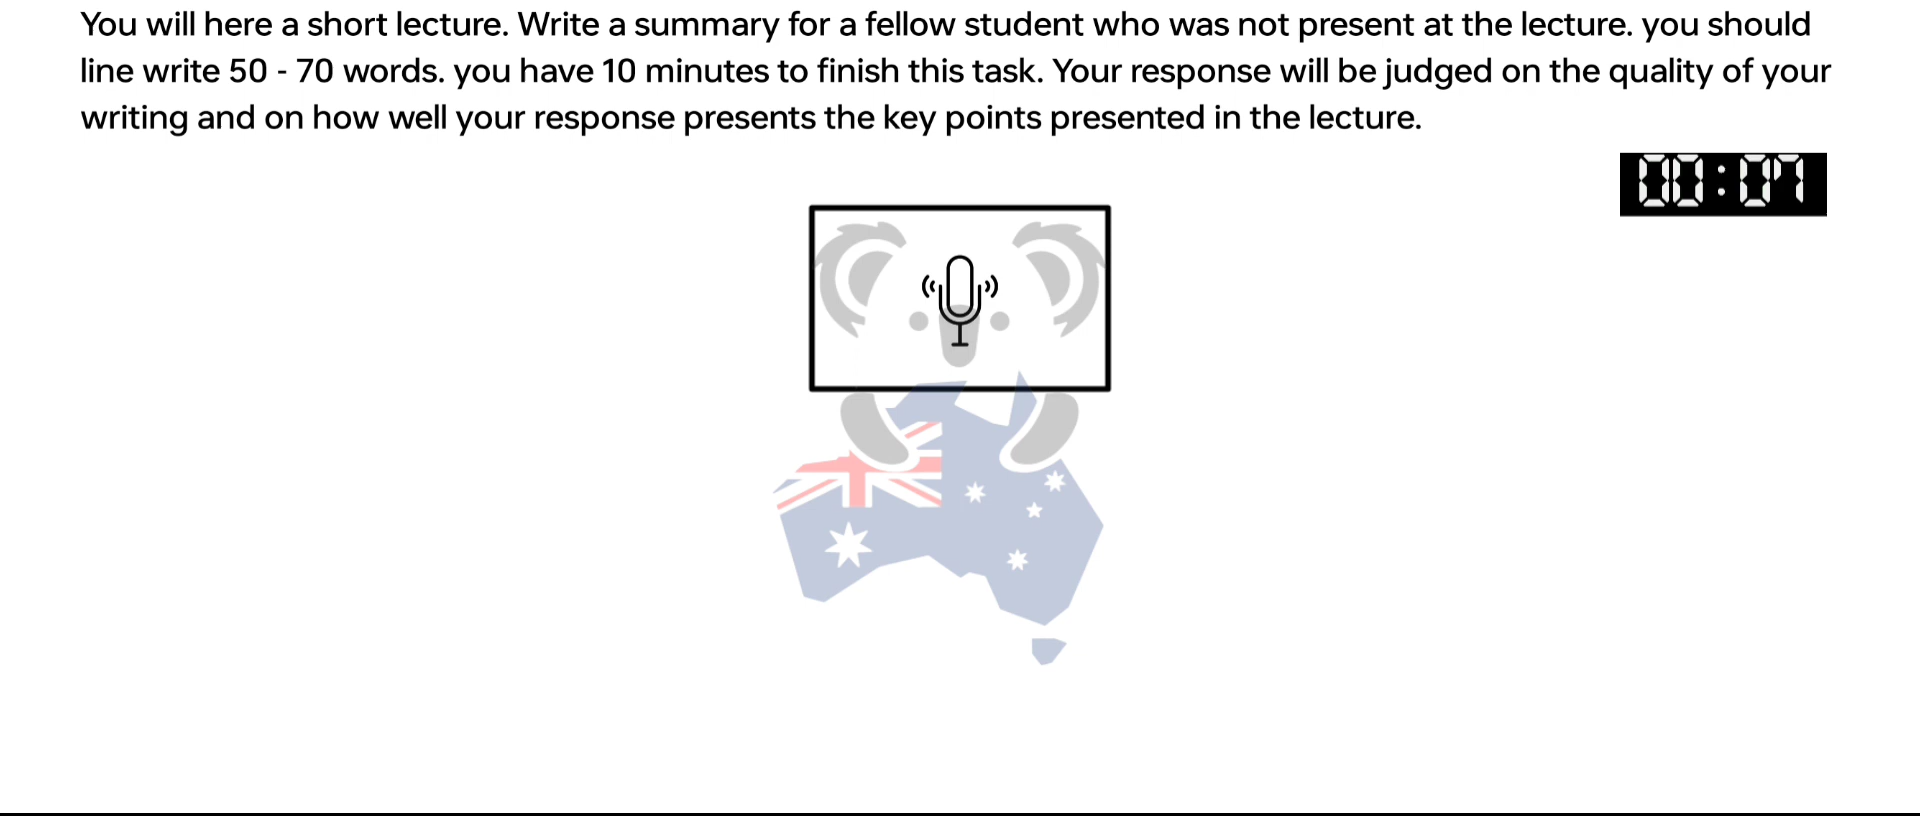 You will here a short lecture. Write a summary for a fellow student who was not present at the lecture. you should
line write 50 - 70 words. you have 10 minutes to finish this task. Your response will be judged on the quality of your
writing and on how well your response presents the key points presented in the lecture.
00:07